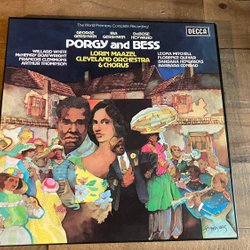 The World Premiere Complete Recording!
GEORGE GERSHWIN
IRA GERSHWIN
DuBOSE HEYWARD
DECCA
PORGY and BESS
WILLARD WHITE
McHENRY BOATWRIGHT
FRANÇOIS CLEMMONS
ARTHUR THOMPSON
LORIN MAAZEL
CLEVELAND ORCHESTRA
& CHORUS
LEONA MITCHELL
FLORENCE QUIVAR
BARBARA HENDRICKS
BARBARA CONRAD